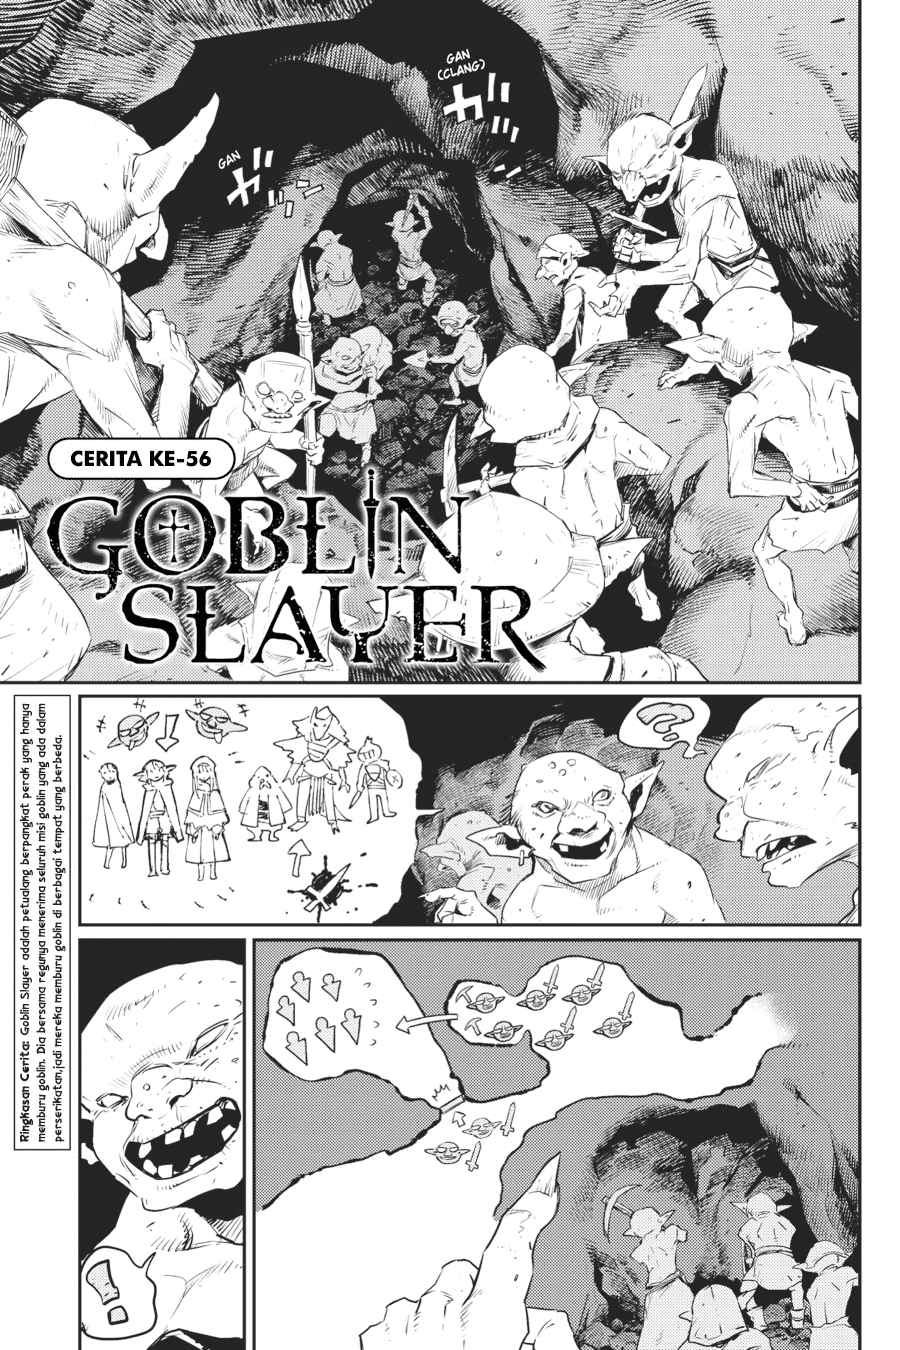 GAN
(CLANG)
ガ
GAN
ガン
CERITA KE-56
GOBLIN
SLAYER
Ringkasan Cerita: Goblin Slayer adalah petualang berpangkat perak yang hanya
memburu goblin. Dia bersama regunya menerima seluruh misi goblin yang ada dalam
perserikatan,jadi mereka memburu goblin di berbagai tempat yang berbeda.
??
!